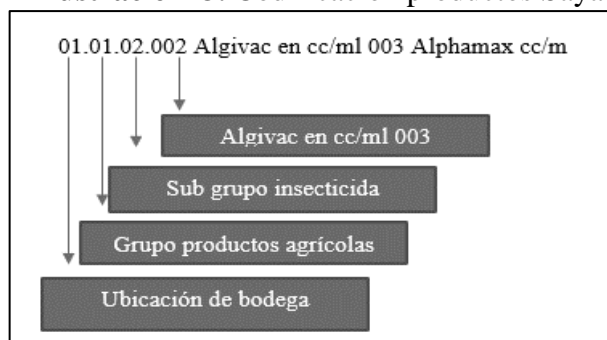 01.01.02.002 Algivac en cc/ml 003 Alphamax cc/m
Algivac en cc/ml 003
Sub grupo insecticida
Grupo productos agrícolas
Ubicación de bodega